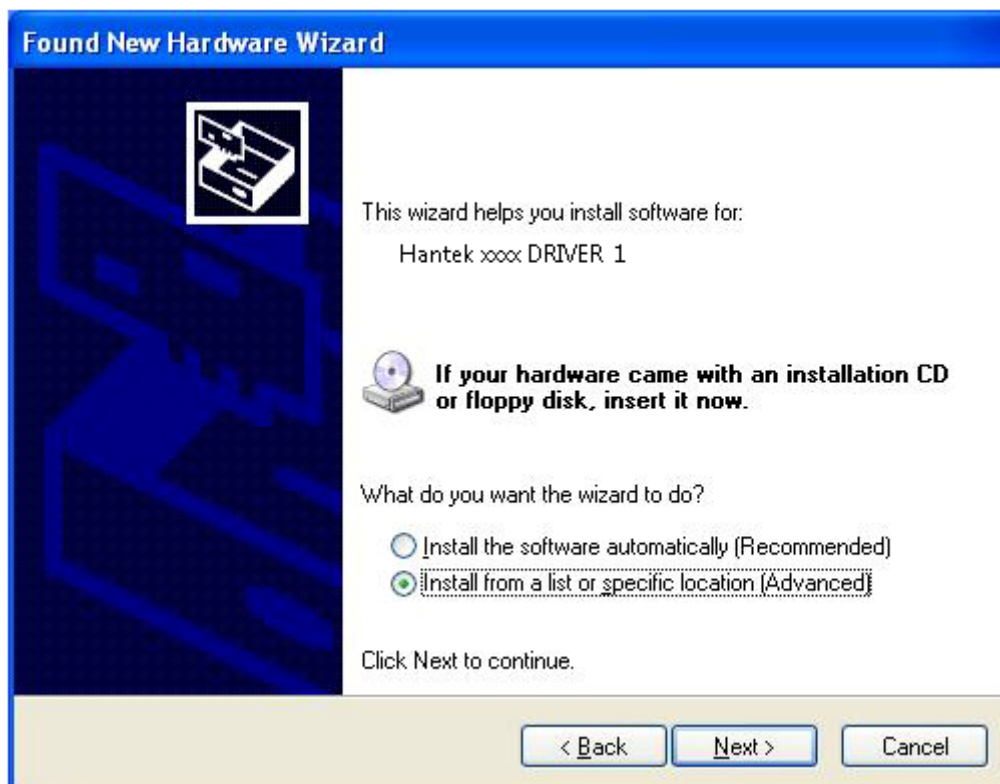 Found New Hardware Wizard
This wizard helps you install software for:
Hantek xxxx DRIVER 1
If your hardware came with an installation CD
or floppy disk, insert it now.
What do you want the wizard to do?
Install the software automatically (Recommended)
Install from a list or specific location (Advanced)
Click Next to continue.
< Back Next > Cancel